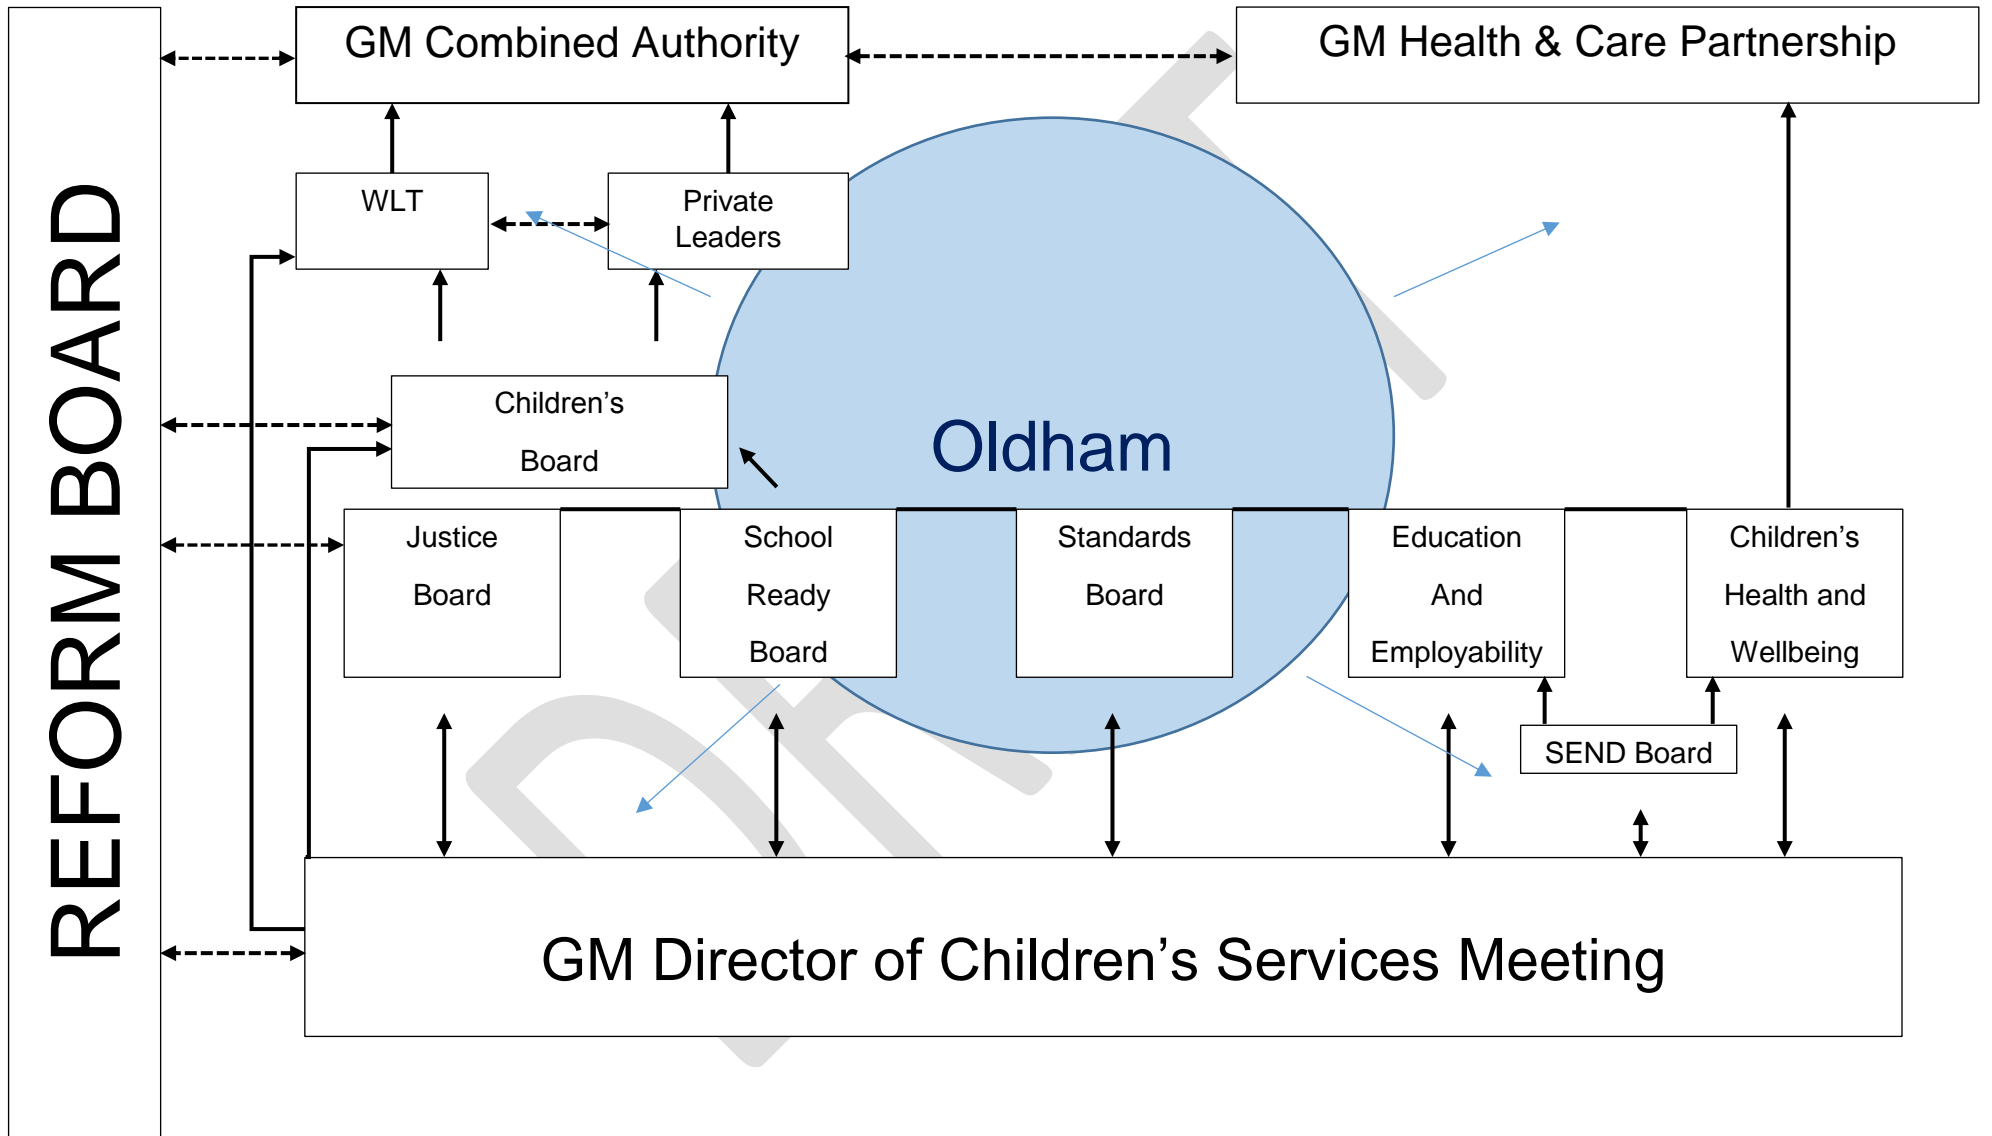 REFORM BOARD
GM Combined Authority
GM Health & Care Partnership
WLT
Private
Leaders
Children’s
Board
Oldham
Justice
Board
School
Ready
Board
Standards
Board
Education
And
Employability
Children’s
Health and
Wellbeing
SEND Board
GM Director of Children’s Services Meeting
DRAFT